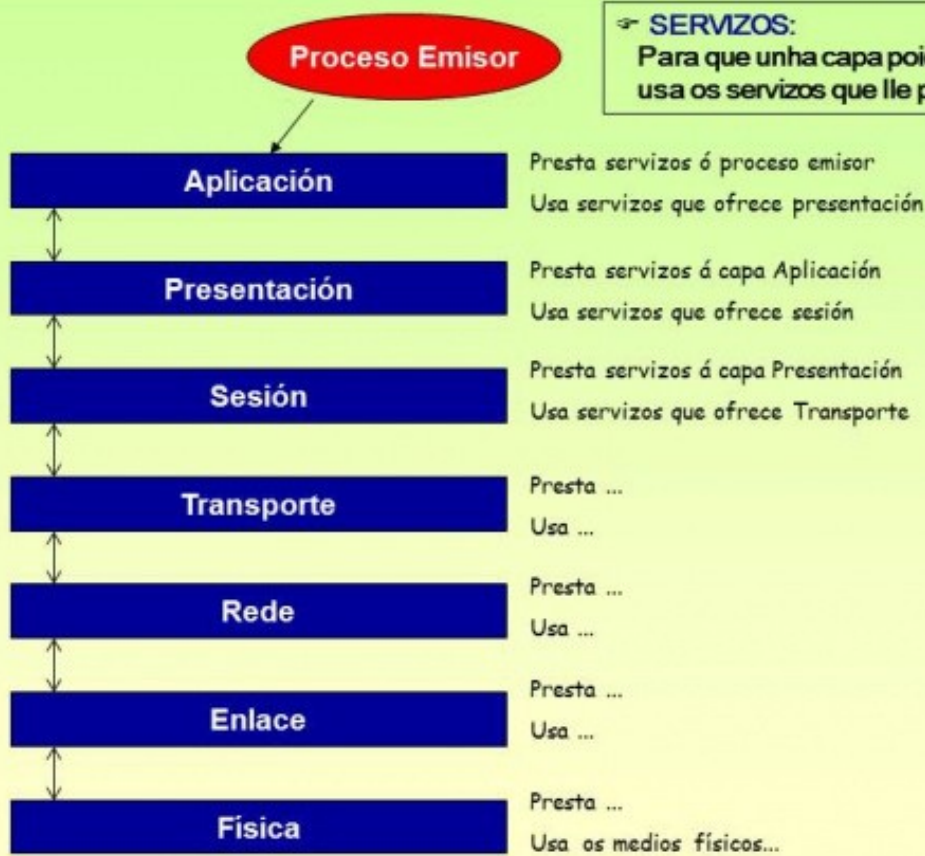 Proceso Emisor
☞ SERVIZOS:
Para que unha capa
usa os servizos que lle
Aplicación
Presta servizos ó proceso emisor
Usa servizos que ofrece presentación
Presentación
Presta servizos á capa Aplicación
Usa servizos que ofrece sesión
Sesión
Presta servizos á capa Presentación
Usa servizos que ofrece Transporte
Transporte
Presta ...
Usa ...
Rede
Presta ...
Usa ...
Enlace
Presta ...
Usa ...
Física
Presta ...
Usa os medios físicos...